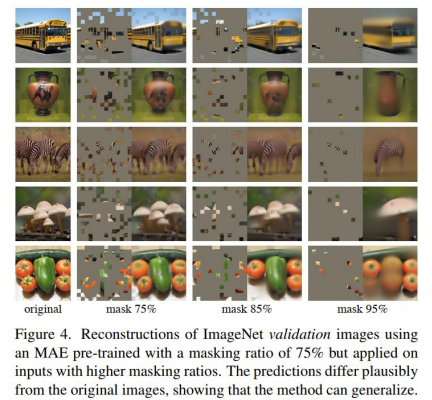 original mask 75% mask 85% mask 95%
Figure 4. Reconstructions of ImageNet validation images using
an MAE pre-trained with a masking ratio of 75% but applied on
inputs with higher masking ratios. The predictions differ plausibly
from the original images, showing that the method can generalize.